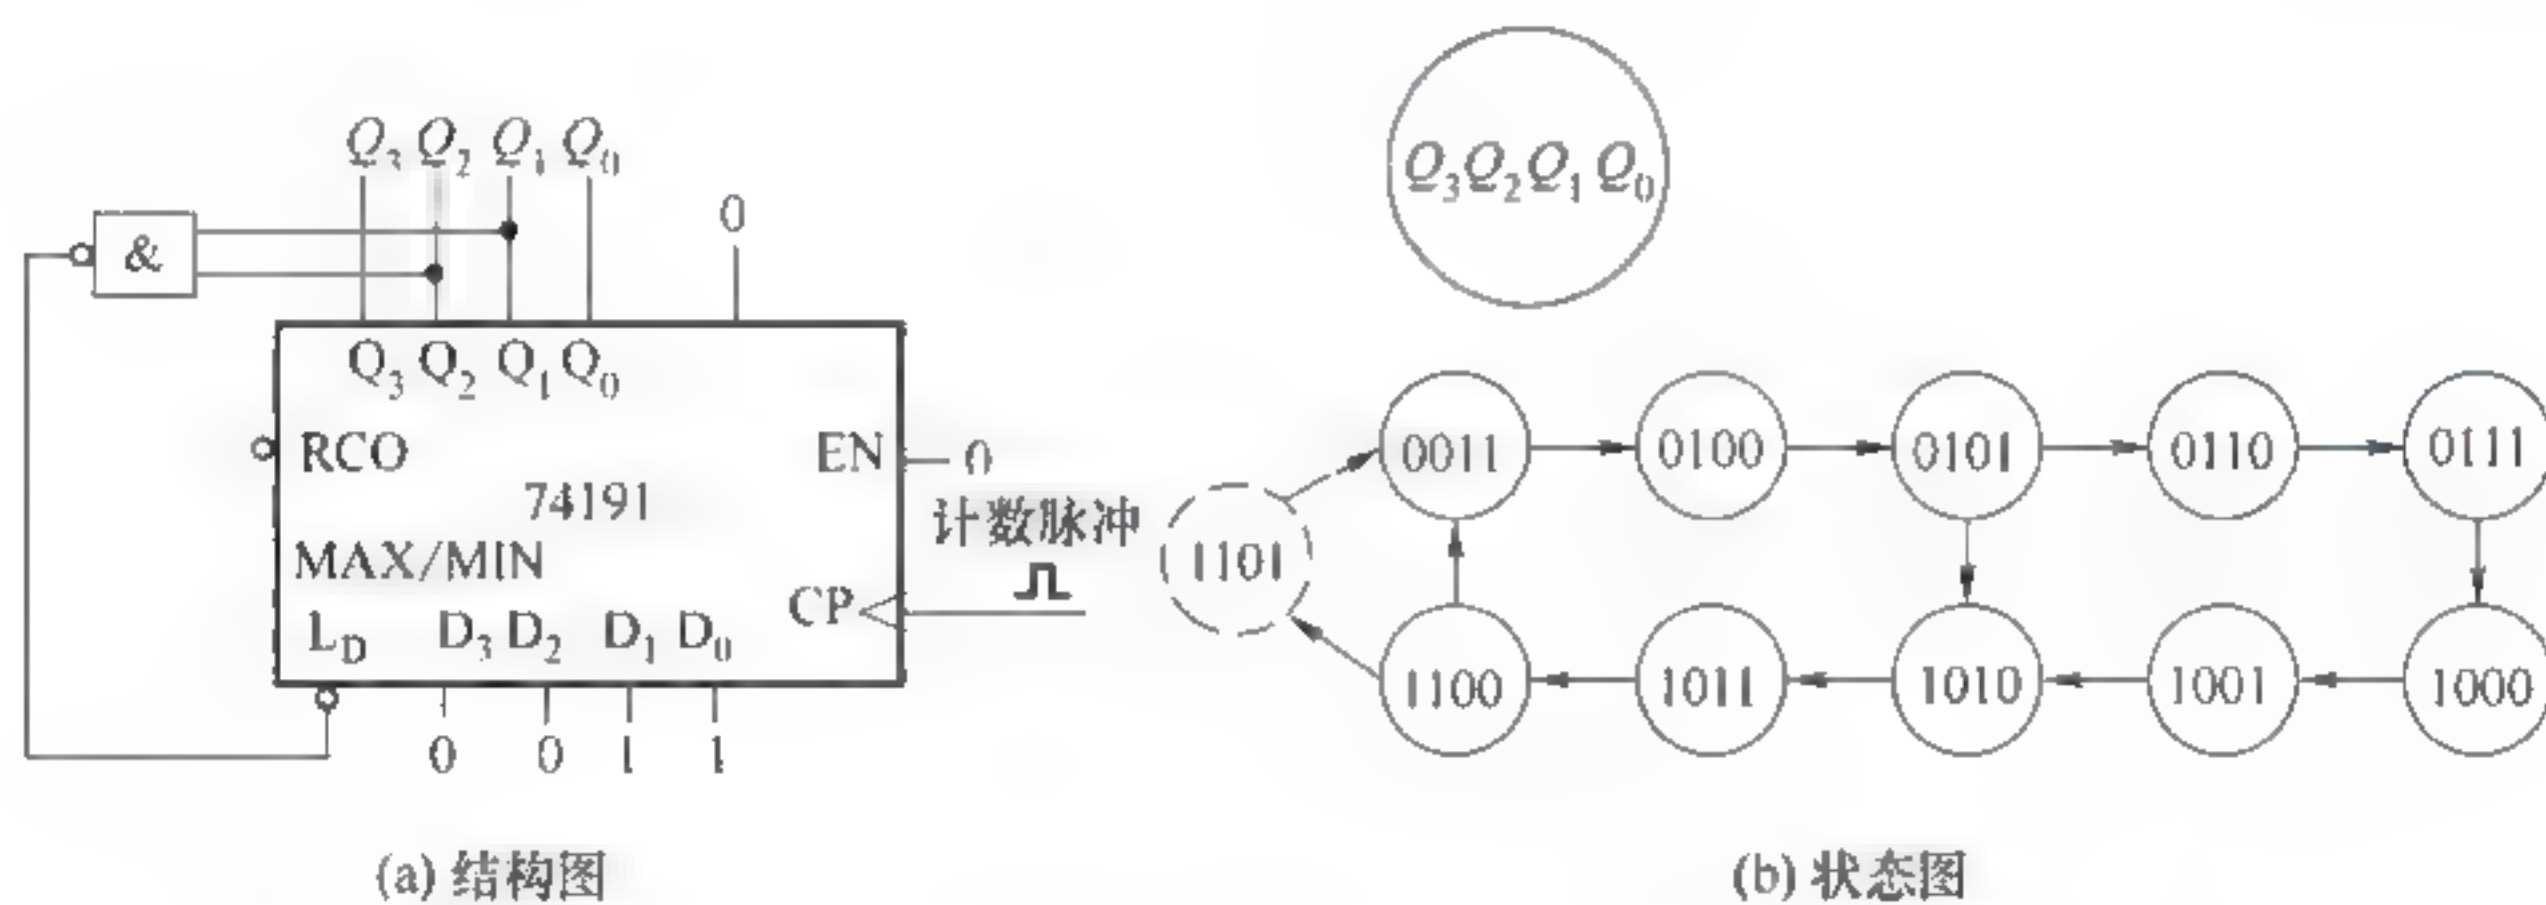 Q3 Q2 Q1 Q0
0
&
Q3 Q2 Q1 Q0
RCO
EN
0
74191
计数脉冲
MAX/MIN
CP
LD D3 D2 D1 D0
0 0 1 1
(a) 结构图
Q3Q2Q1Q0
0011 0100 0101 0110 0111
1101
1100 1011 1010 1001 1000
(b) 状态图